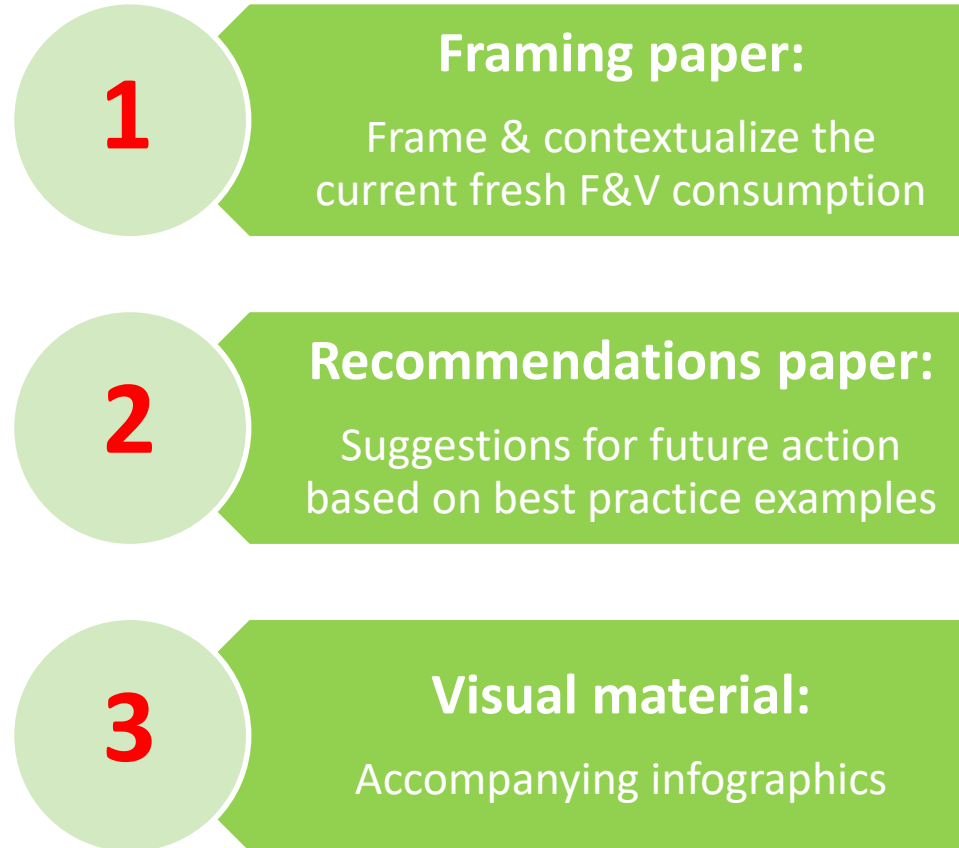 1
Framing paper:
Frame & contextualize the
current fresh F&V consumption
2
Recommendations paper:
Suggestions for future action
based on best practice examples
3
Visual material:
Accompanying infographics